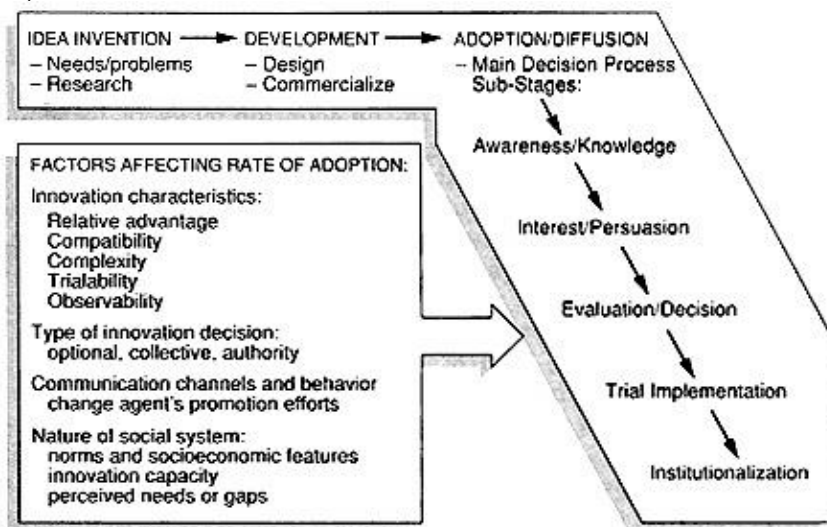 IDEA INVENTION → DEVELOPMENT → ADOPTION/DIFFUSION
– Needs/problems
– Research
– Design
– Commercialize
– Main Decision Process
Sub-Stages:
Awareness/Knowledge
Interest/Persuasion
Evaluation/Decision
Trial Implementation
Institutionalization
FACTORS AFFECTING RATE OF ADOPTION:
Innovation characteristics:
Relative advantage
Compatibility
Complexity
Trialability
Observability
Type of innovation decision:
optional, collective, authority
Communication channels and behavior
change agent's promotion efforts
Nature of social system:
norms and socioeconomic features
innovation capacity
perceived needs or gaps